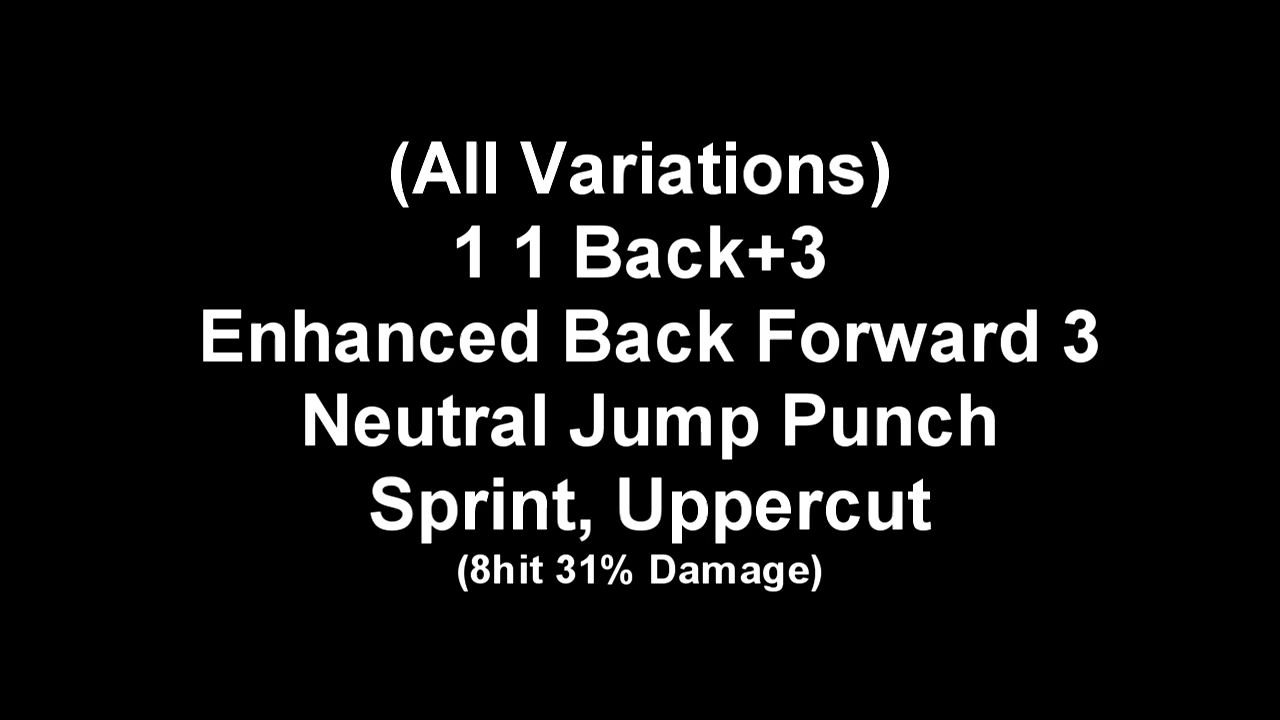 (All Variations)
1 1 Back+3
Enhanced Back Forward 3
Neutral Jump Punch
Sprint, Uppercut
(8hit 31% Damage)